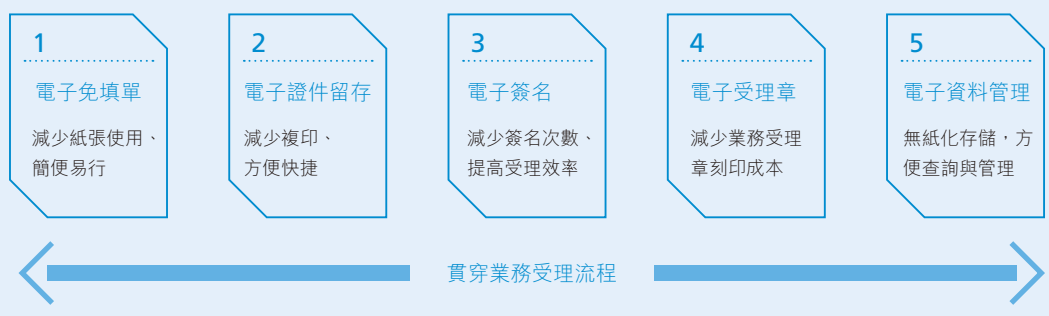 1
電子免填單
減少紙張使用、
簡便易行
2
電子證件留存
減少複印、
方便快捷
3
電子簽名
減少簽名次數、
提高受理效率
4
電子受理章
減少業務受理
章刻印成本
5
電子資料管理
無紙化存儲，方
便查詢與管理
貫穿業務受理流程